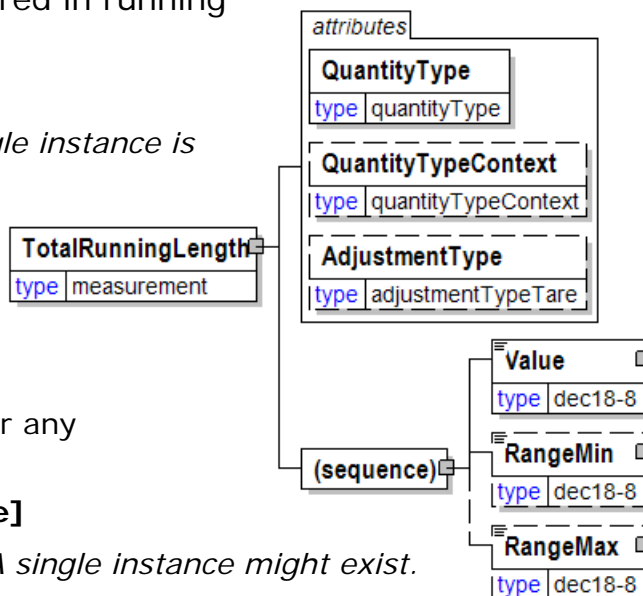 red in running
gle instance is
r any
e]
A single instance might exist.
attributes
QuantityType
type quantityType
QuantityTypeContext
type quantityTypeContext
AdjustmentType
type adjustmentTypeTare
TotalRunningLength
type measurement
(sequence)
Value
type dec18-8
RangeMin
type dec18-8
RangeMax
type dec18-8